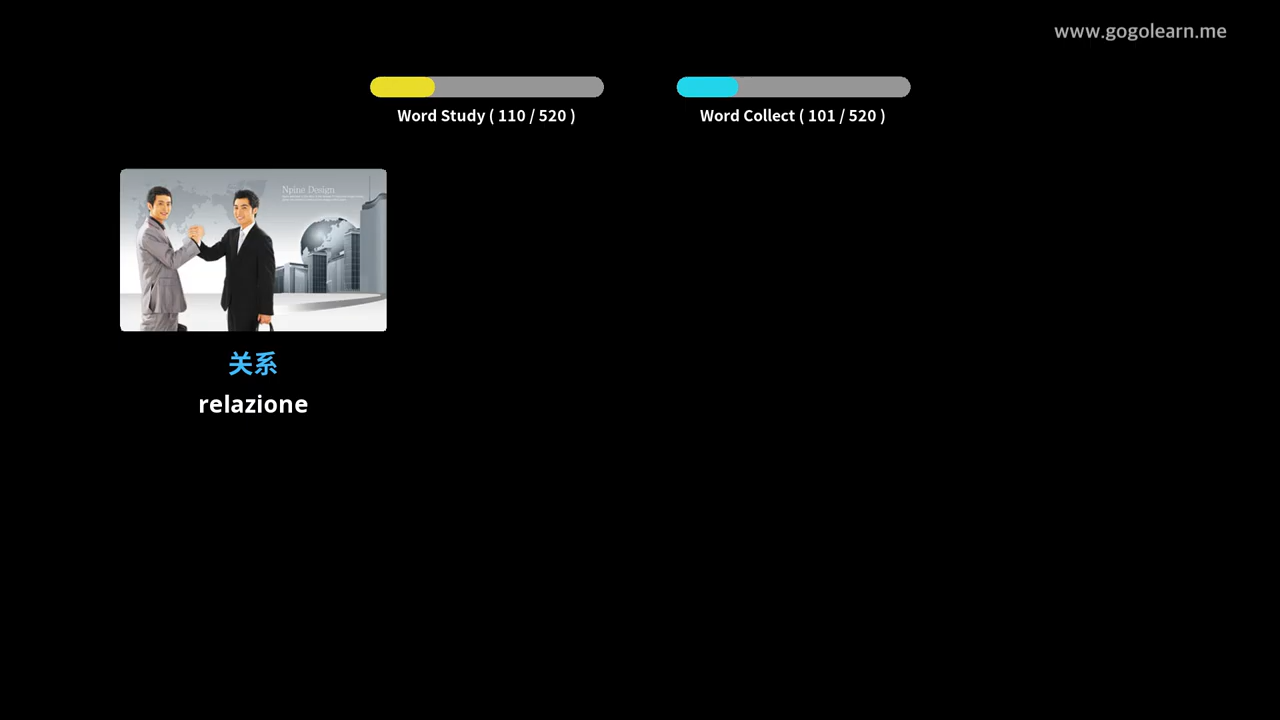 www.gogolearn.me
Word Study ( 110 / 520 )
Word Collect ( 101 / 520 )
Npine Design
关系
relazione